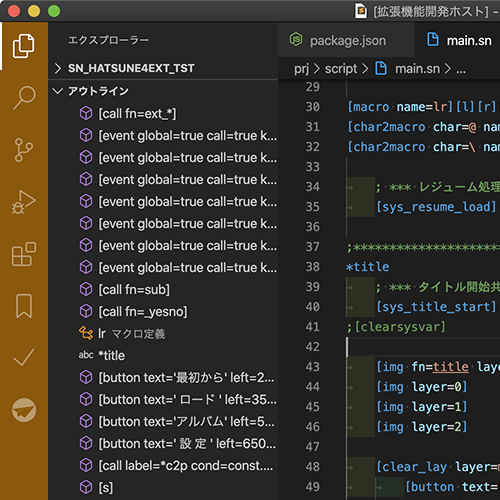 [拡張機能開発ホスト] -
エクスプローラー
SN_HATSUNE4EXT_TST
アウトライン
[call fn=ext_*]
[event global=true call=true k...
[event global=true call=true k...
[event global=true call=true k...
[event global=true call=true k...
[event global=true call=true k...
[event global=true call=true k...
[event global=true call=true k...
[call fn=sub]
[call fn=_yesno]
lr マクロ定義
abc *title
[button text='最初から' left=2...
[button text=' ロード ' left=35...
[button text='アルバム' left=5...
[button text=' 設 定 ' left=650...
[call label=*c2p cond=const....
[s]
package.json
main.sn
prj > script > main.sn > ...
29
30 [macro name=lr][l][r]
31 [char2macro char=@ nam
32 [char2macro char=\ nam
33
34 ; *** レジューム処理
35 [sys_resume_load]
36
37 ;***********************
38 *title
39 ; *** タイトル開始共
40 [sys_title_start]
41 ;[clearsysvar]
42
43 [img fn=title laye
44 [img layer=0]
45 [img layer=1]
46 [img layer=2]
47
48 [clear_lay layer=m
49 [button text=